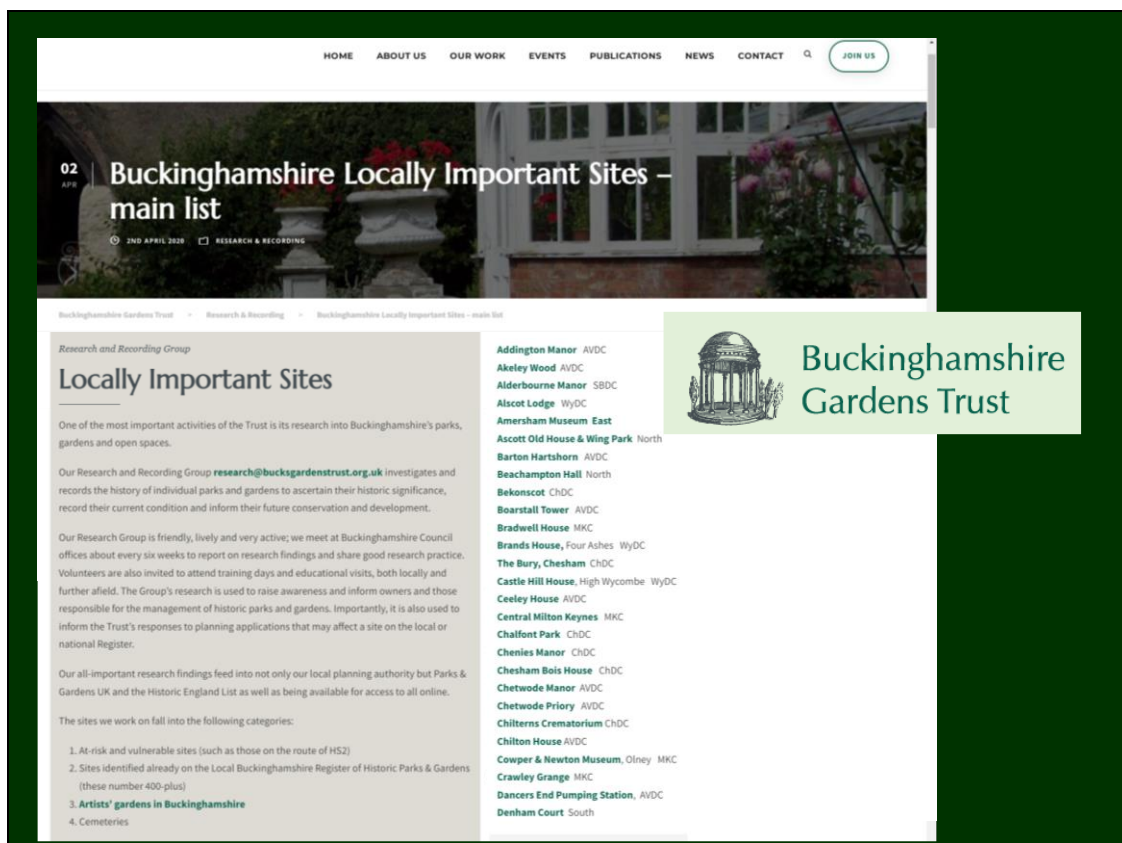 HOME ABOUT US OUR WORK EVENTS PUBLICATIONS NEWS CONTACT JOIN US
02
APR
Buckinghamshire Locally Important Sites –
main list
2ND APRIL 2020 RESEARCH & RECORDING
Buckinghamshire Gardens Trust > Research & Recording > Buckinghamshire Locally Important Sites – main list
Research and Recording Group
Locally Important Sites
One of the most important activities of the Trust is its research into Buckinghamshire's parks,
gardens and open spaces.
Our Research and Recording Group research@bucksgardenstrust.org.uk investigates and
records the history of individual parks and gardens to ascertain their historic significance,
record their current condition and inform their future conservation and development.
Our Research Group is friendly, lively and very active; we meet at Buckinghamshire Council
offices about every six weeks to report on research findings and share good research practice.
Volunteers are also invited to attend training days and educational visits, both locally and
further afield. The Group's research is used to raise awareness and inform owners and those
responsible for the management of historic parks and gardens. Importantly, it is also used to
inform the Trust's responses to planning applications that may affect a site on the local or
national Register.
Our all-important research findings feed into not only our local planning authority but Parks &
Gardens UK and the Historic England List as well as being available for access to all online.
The sites we work on fall into the following categories:
1. At-risk and vulnerable sites (such as those on the route of HS2)
2. Sites identified already on the Local Buckinghamshire Register of Historic Parks & Gardens
(these number 400-plus)
3. Artists' gardens in Buckinghamshire
4. Cemeteries
Addington Manor AVDC
Akeley Wood AVDC
Alderbourne Manor SBDC
Alscot Lodge WyDC
Amersham Museum East
Ascott Old House & Wing Park North
Barton Hartshorn AVDC
Beachampton Hall North
Bekonscot ChDC
Boarstall Tower AVDC
Bradwell House MKC
Brands House, Four Ashes WyDC
The Bury, Chesham ChDC
Castle Hill House, High Wycombe WyDC
Ceeley House AVDC
Central Milton Keynes MKC
Chalfont Park ChDC
Chenies Manor ChDC
Chesham Bois House ChDC
Chetwode Manor AVDC
Chetwode Priory AVDC
Chilterns Crematorium ChDC
Chilton House AVDC
Cowper & Newton Museum, Olney MKC
Crawley Grange MKC
Dancers End Pumping Station, AVDC
Denham Court South
Buckinghamshire
Gardens Trust